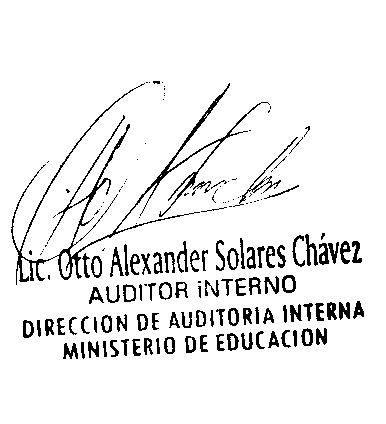 Lic. Otto Alexander Solares Chávez
AUDITOR iNTERNO
DIRECCION DE AUDITORIA INTERNA
MINISTERIO DE EDUCACION